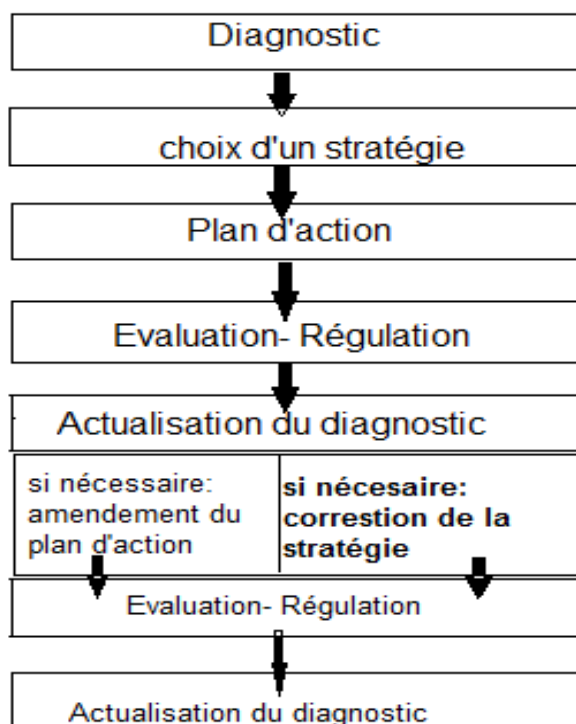 Diagnostic
choix d'un stratégie
Plan d'action
Evaluation- Régulation
Actualisation du diagnostic
si nécessaire:
amendement du
plan d'action
si nécesaire:
correstion de la
stratégie
Evaluation- Régulation
Actualisation du diagnostic